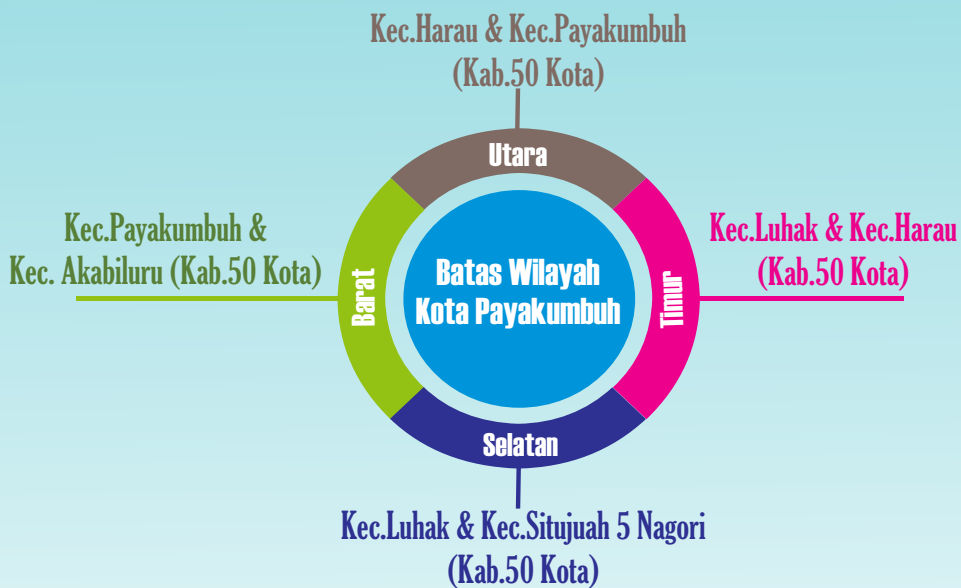 Kec.Harau & Kec.Payakumbuh
(Kab.50 Kota)
Utara
Kec.Payakumbuh &
Kec. Akabiluru (Kab.50 Kota)
Barat
Batas Wilayah
Kota Payakumbuh
Timur
Kec.Luhak & Kec.Harau
(Kab.50 Kota)
Selatan
Kec.Luhak & Kec.Situjuah 5 Nagori
(Kab.50 Kota)